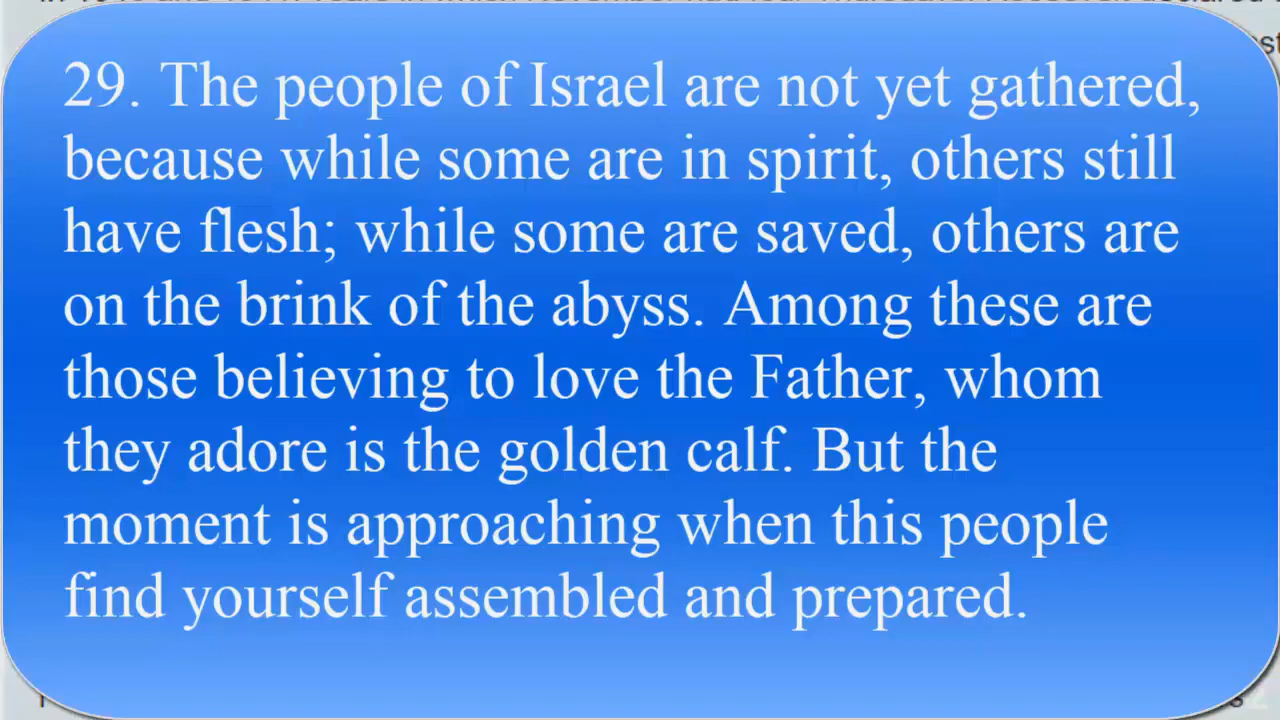 29. The people of Israel are not yet gathered,
because while some are in spirit, others still
have flesh; while some are saved, others are
on the brink of the abyss. Among these are
those believing to love the Father, whom
they adore is the golden calf. But the
moment is approaching when this people
find yourself assembled and prepared.